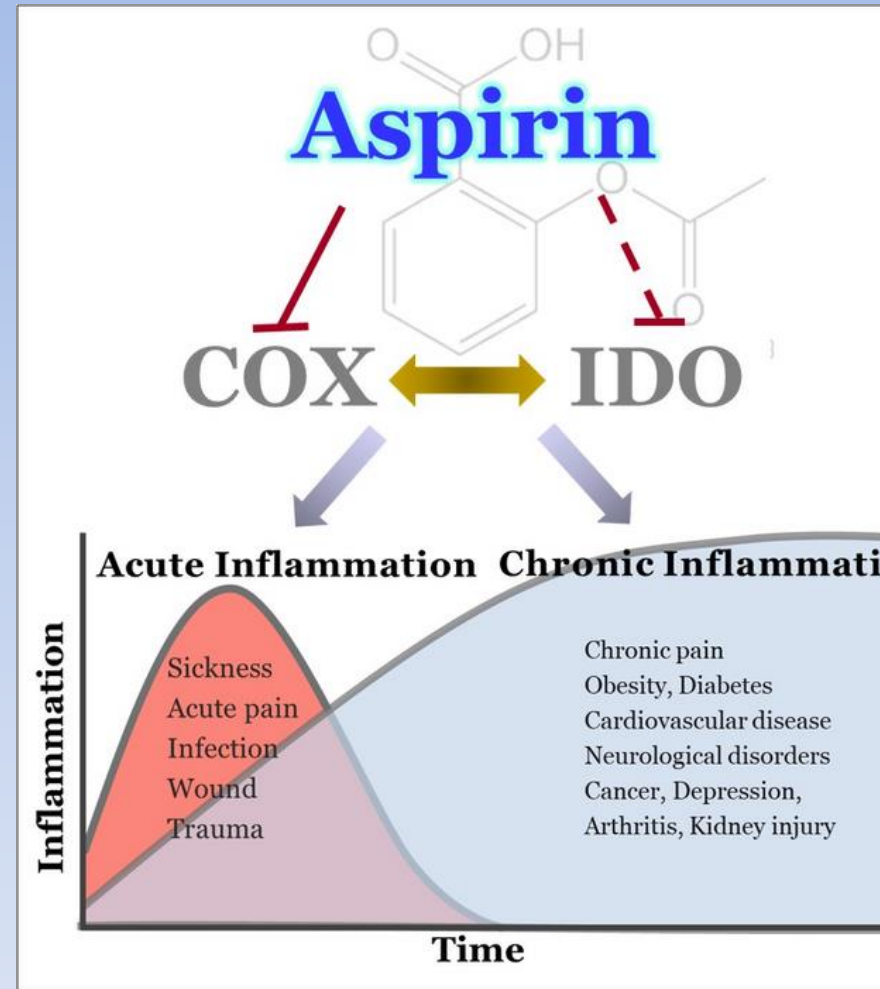 O
OH
Aspirin
O
O
COX
IDO
Acute Inflammation
Chronic Inflammati
Inflammation
Sickness
Acute pain
Infection
Wound
Trauma
Chronic pain
Obesity, Diabetes
Cardiovascular disease
Neurological disorders
Cancer, Depression,
Arthritis, Kidney injury
Time